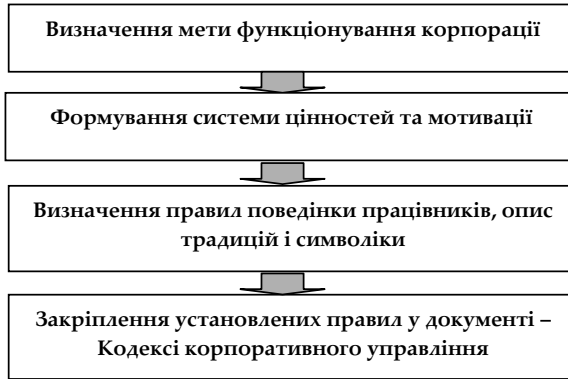 Визначення мети функціонування корпорації
Формування системи цінностей та мотивації
Визначення правил поведінки працівників, опис
традицій і символіки
Закріплення установлених правил у документі –
Кодексі корпоративного управління